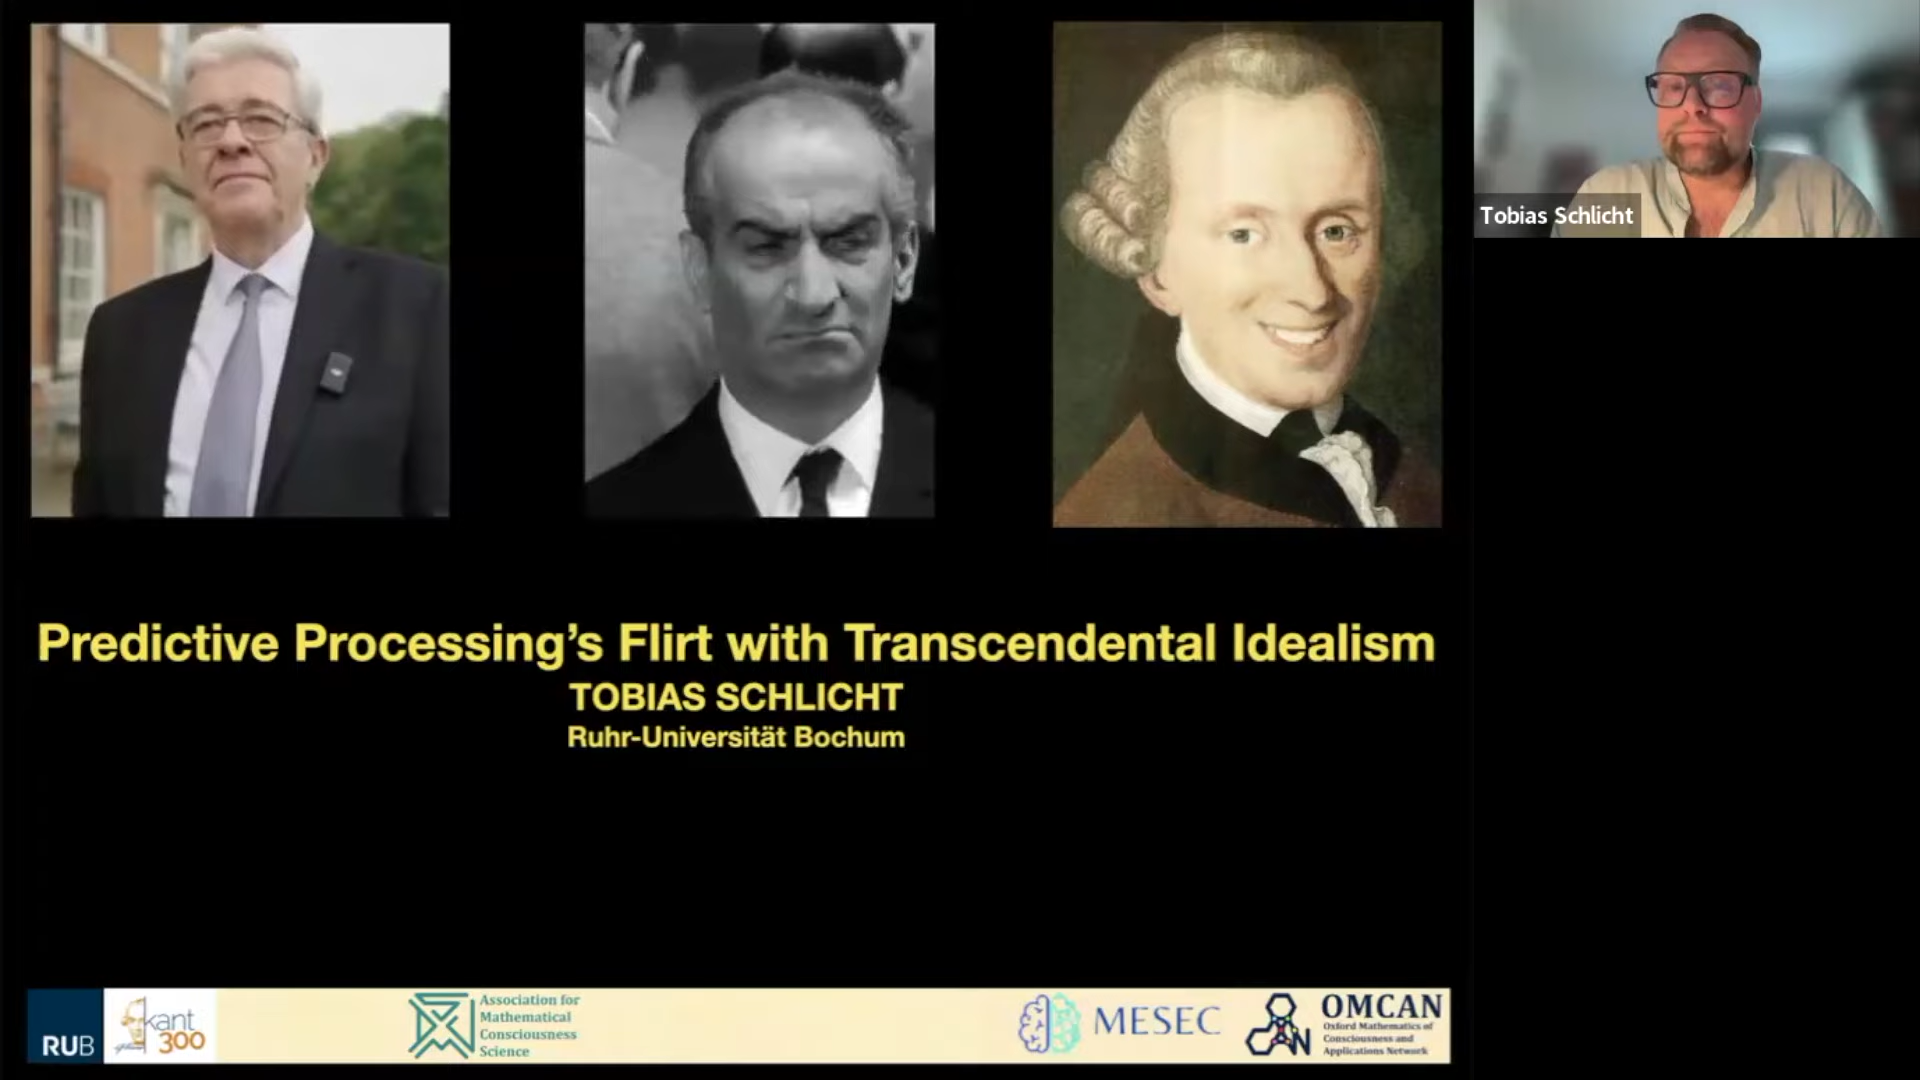 Tobias Schlicht
Predictive Processing's Flirt with Transcendental Idealism
TOBIAS SCHLICHT
Ruhr-Universität Bochum
RUB
kant
300
Association for
Mathematical
Consciousness
Science
MESEC
OMCAN
Oxford Mathematics of
Consciousness and
Applications Network